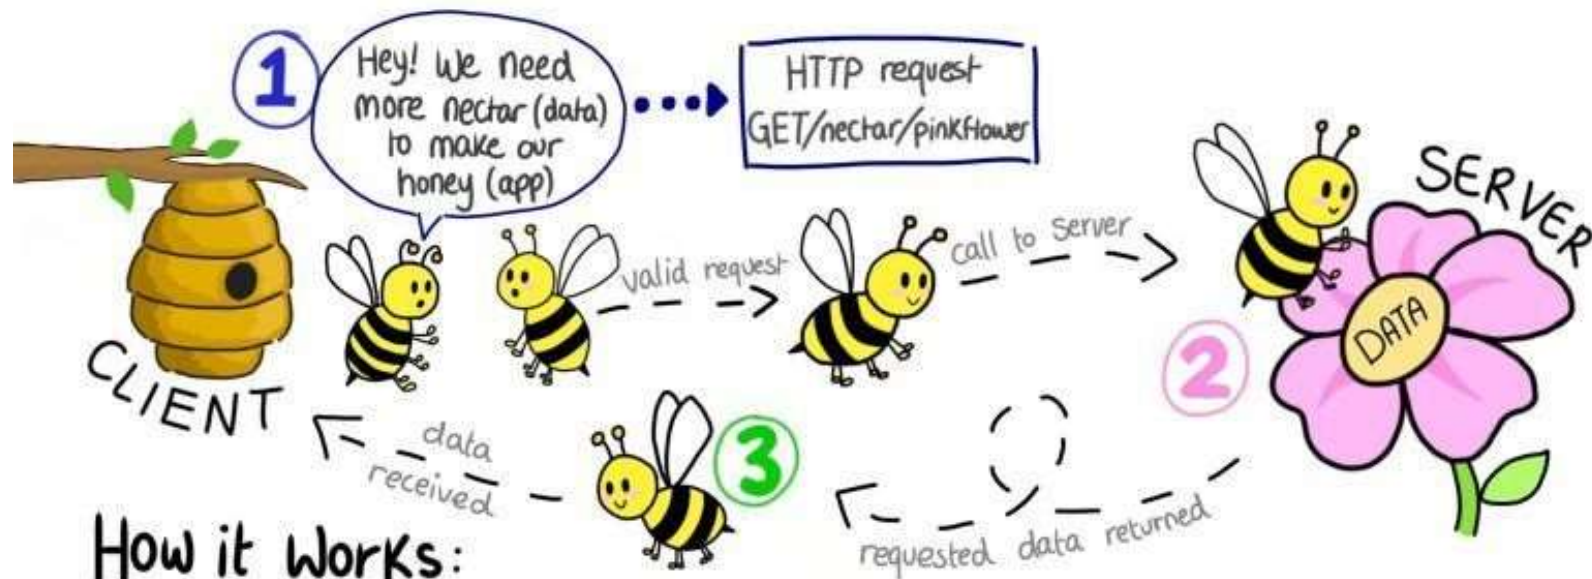 1
Hey! We need
more nectar (data)
to make our
honey (app)
HTTP request
GET/nectar/pinkflower
SERVER
valid request
call to server
DATA
2
CLIENT
data
received
3
requested data returned
How it works: